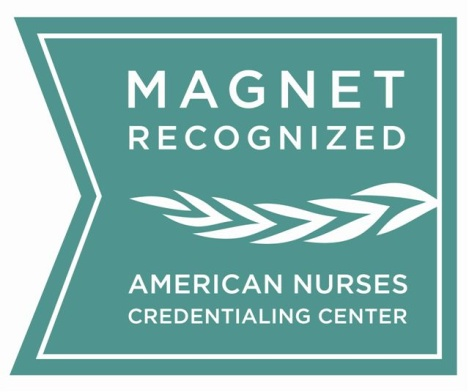 MAGNET
RECOGNIZED
AMERICAN NURSES
CREDENTIALING CENTER